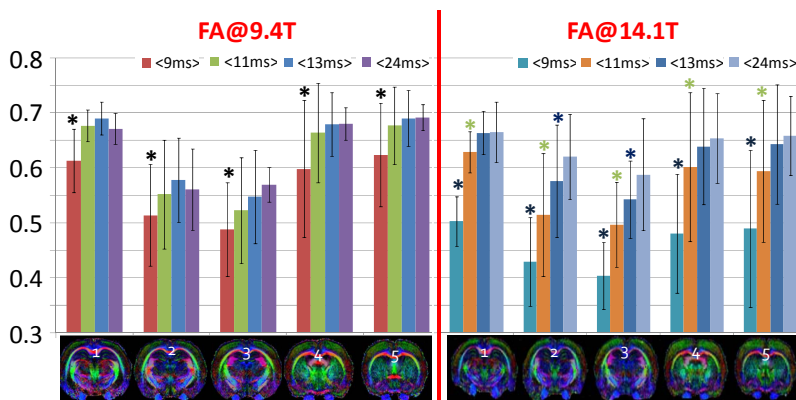 FA@9.4T FA@14.1T
<9ms> <11ms> <13ms> <24ms> <9ms> <11ms> <13ms> <24ms>
0.8
0.7
0.6
0.5
0.4
0.3
* * * * *
* * * * * * * * * * * *
1 2 3 4 5 1 2 3 4 5